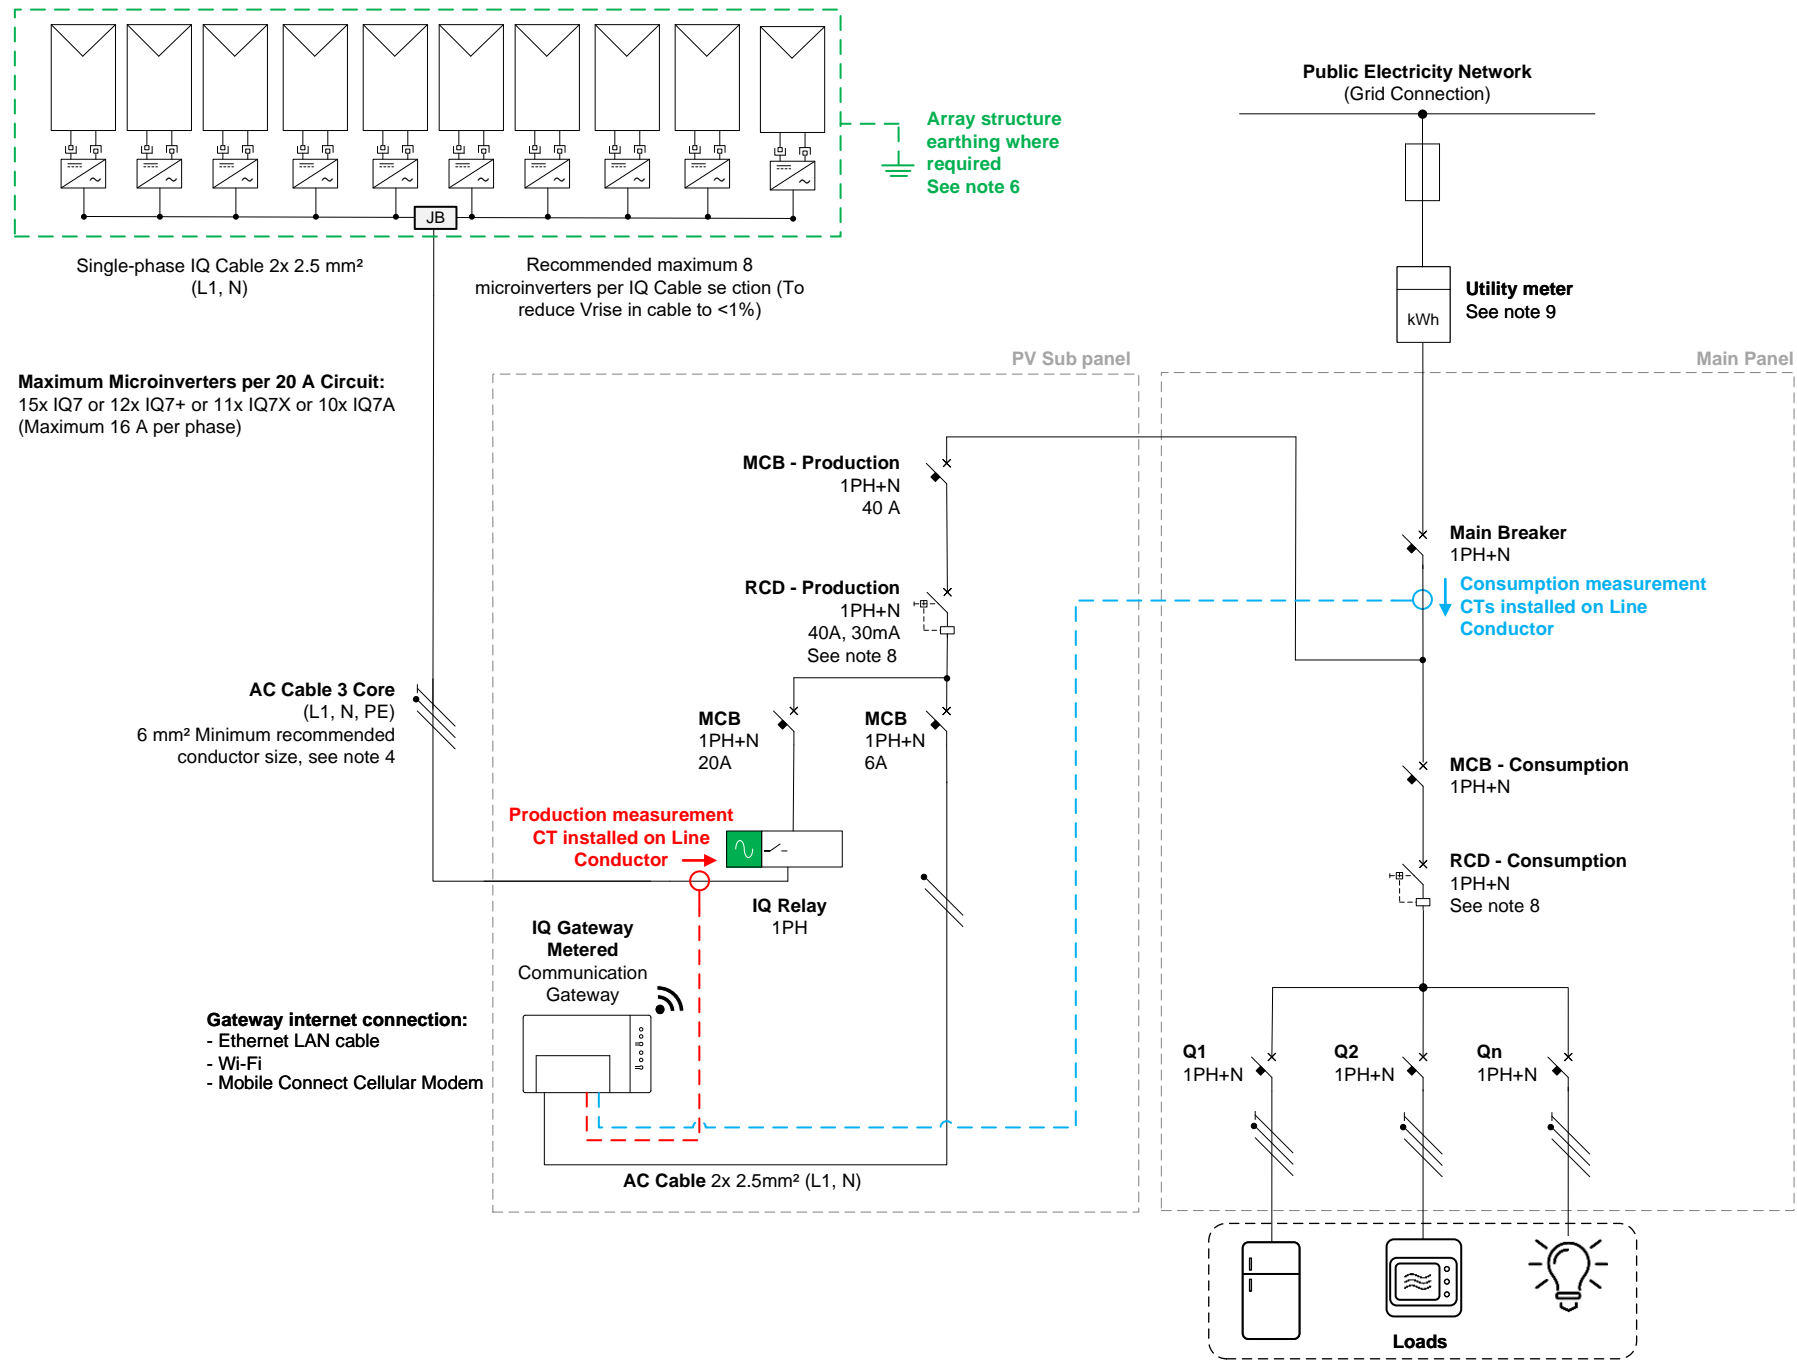 Public Electricity Network
(Grid Connection)
Array structure
earthing where
required
See note 6
JB
Single-phase IQ Cable 2x 2.5 mm²
(L1, N)
Recommended maximum 8
microinverters per IQ Cable se ction (To
reduce Vrise in cable to <1%)
Utility meter
See note 9
kWh
PV Sub panel
Main Panel
Maximum Microinverters per 20 A Circuit:
15x IQ7 or 12x IQ7+ or 11x IQ7X or 10x IQ7A
(Maximum 16 A per phase)
MCB - Production
1PH+N
40 A
Main Breaker
1PH+N
RCD - Production
1PH+N
40A, 30mA
See note 8
Consumption measurement
CTs installed on Line
Conductor
AC Cable 3 Core
(L1, N, PE)
6 mm² Minimum recommended
conductor size, see note 4
MCB
1PH+N
20A
MCB
1PH+N
6A
MCB - Consumption
1PH+N
Production measurement
CT installed on Line
Conductor
IQ Relay
1PH
RCD - Consumption
1PH+N
See note 8
IQ Gateway
Metered
Communication
Gateway
Gateway internet connection:
- Ethernet LAN cable
- Wi-Fi
- Mobile Connect Cellular Modem
Q1
1PH+N
Q2
1PH+N
Qn
1PH+N
AC Cable 2x 2.5mm² (L1, N)
Loads